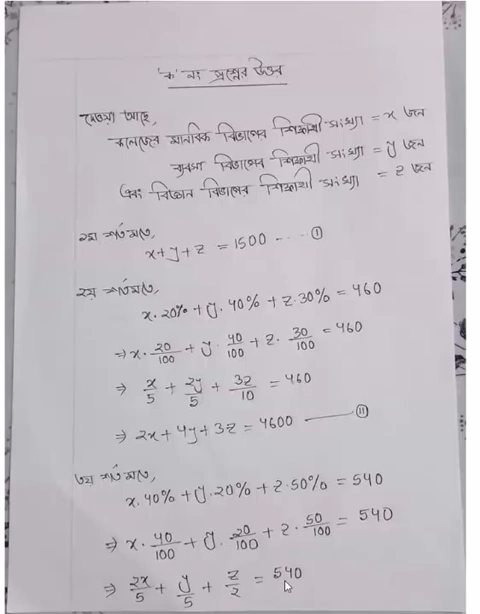 'ক' নং প্রশ্নের উত্তর
দেওয়া আছে,
কলেজের মানবিক বিভাগের শিক্ষার্থী সংখ্যা = x জন
ব্যবসা বিভাগের শিক্ষার্থী সংখ্যা = y জন
এবং বিজ্ঞান বিভাগের শিক্ষার্থী সংখ্যা = z জন
১ম শর্তমতে,
x+y+z = 1500 --- (i)
২য় শর্তমতে,
x·20% + y·40% + z·30% = 460
⇒ x·20/100 + y·40/100 + z·30/100 = 460
⇒ x/5 + 2y/5 + 3z/10 = 460
⇒ 2x + 4y + 3z = 4600 —— (ii)
৩য় শর্তমতে,
x·40% + y·20% + z·50% = 540
⇒ x·40/100 + y·20/100 + z·50/100 = 540
⇒ 2x/5 + y/5 + z/2 = 540